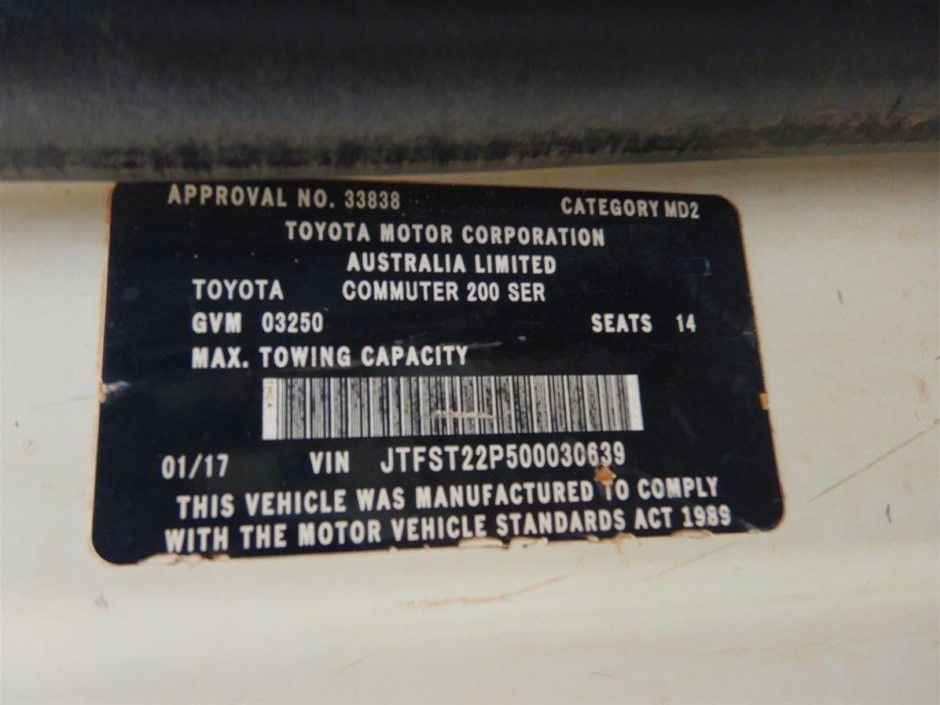 APPROVAL NO. 33838 CATEGORY MD2
TOYOTA MOTOR CORPORATION
AUSTRALIA LIMITED
TOYOTA COMMUTER 200 SER
GVM 03250 SEATS 14
MAX. TOWING CAPACITY
TMCA
01/17 VIN JTFST22P500030639
THIS VEHICLE WAS MANUFACTURED TO COMPLY
WITH THE MOTOR VEHICLE STANDARDS ACT 1989